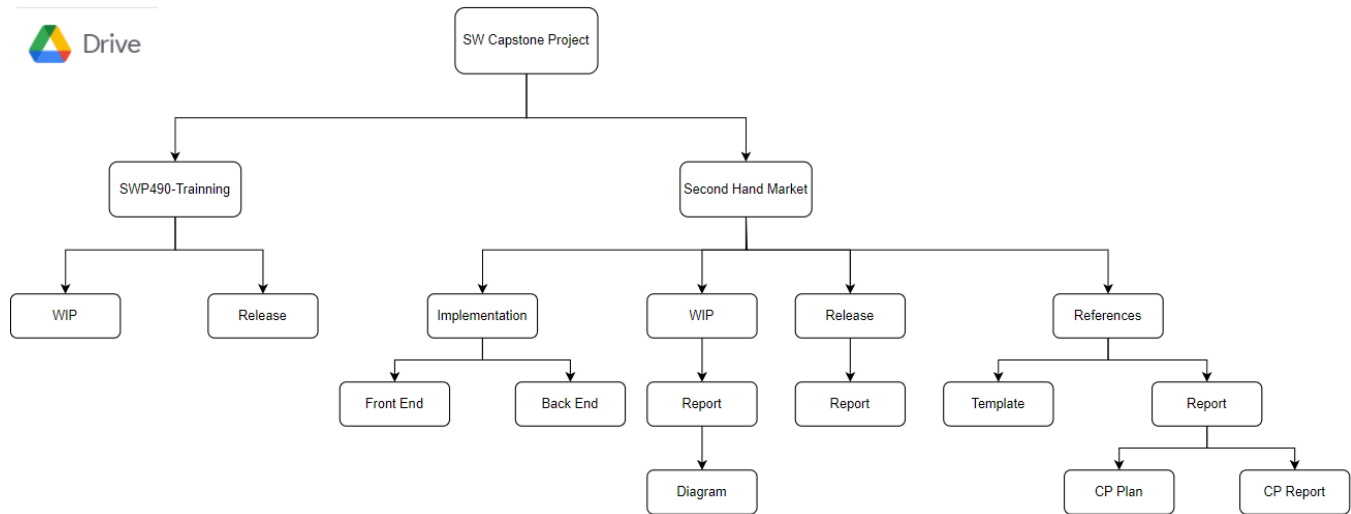 Drive
SW Capstone Project
SWP490-Trainning
Second Hand Market
WIP
Release
Implementation
WIP
Release
References
Front End
Back End
Report
Report
Template
Report
Diagram
CP Plan
CP Report